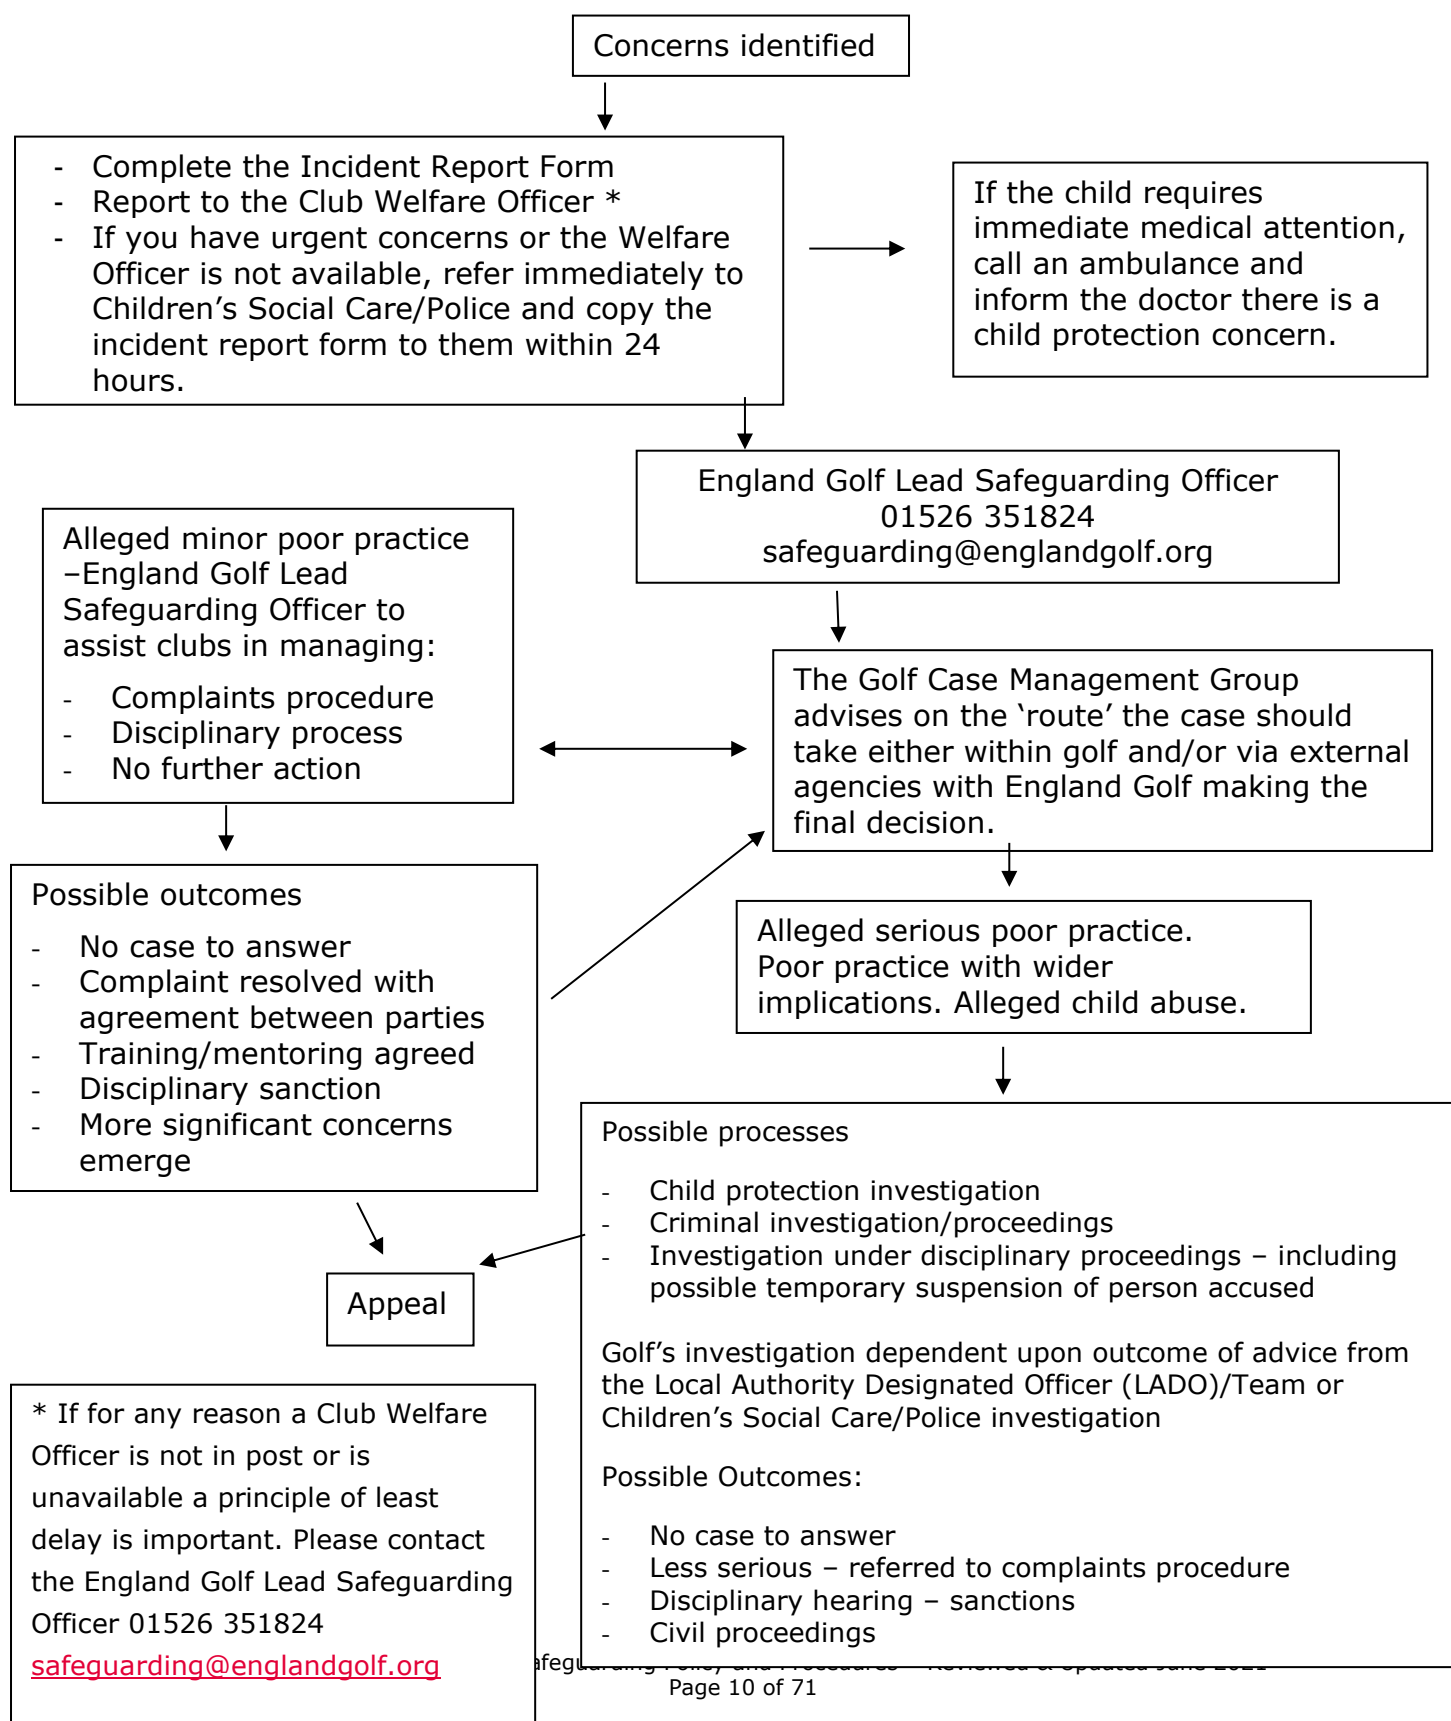 Concerns identified
- Complete the Incident Report Form
- Report to the Club Welfare Officer *
- If you have urgent concerns or the Welfare
Officer is not available, refer immediately to
Children’s Social Care/Police and copy the
incident report form to them within 24
hours.
If the child requires
immediate medical attention,
call an ambulance and
inform the doctor there is a
child protection concern.
England Golf Lead Safeguarding Officer
01526 351824
safeguarding@englandgolf.org
Alleged minor poor practice
–England Golf Lead
Safeguarding Officer to
assist clubs in managing:
- Complaints procedure
- Disciplinary process
- No further action
The Golf Case Management Group
advises on the ‘route’ the case should
take either within golf and/or via external
agencies with England Golf making the
final decision.
Possible outcomes
- No case to answer
- Complaint resolved with
agreement between parties
- Training/mentoring agreed
- Disciplinary sanction
- More significant concerns
emerge
Alleged serious poor practice.
Poor practice with wider
implications. Alleged child abuse.
Possible processes
- Child protection investigation
- Criminal investigation/proceedings
- Investigation under disciplinary proceedings – including
possible temporary suspension of person accused
Golf’s investigation dependent upon outcome of advice from
the Local Authority Designated Officer (LADO)/Team or
Children’s Social Care/Police investigation
Possible Outcomes:
- No case to answer
- Less serious – referred to complaints procedure
- Disciplinary hearing – sanctions
- Civil proceedings
Appeal
* If for any reason a Club Welfare
Officer is not in post or is
unavailable a principle of least
delay is important. Please contact
the England Golf Lead Safeguarding
Officer 01526 351824
safeguarding@englandgolf.org
Policy and Procedures – Reviewed & Updated June 2021
Page 10 of 71